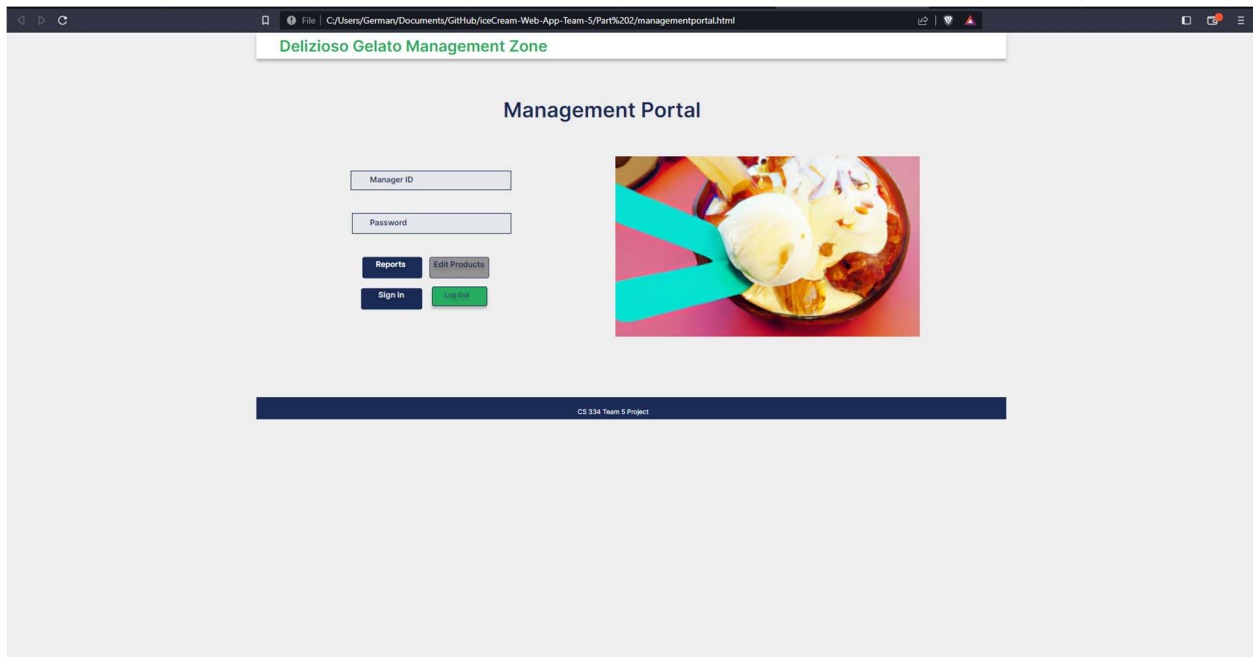 File | C:/Users/German/Documents/GitHub/iceCream-Web-App-Team-5/Part%202/managementportal.html
Delizioso Gelato Management Zone
Management Portal
Manager ID
Password
Reports Edit Products
Sign In Log Out
CS 334 Team 5 Project